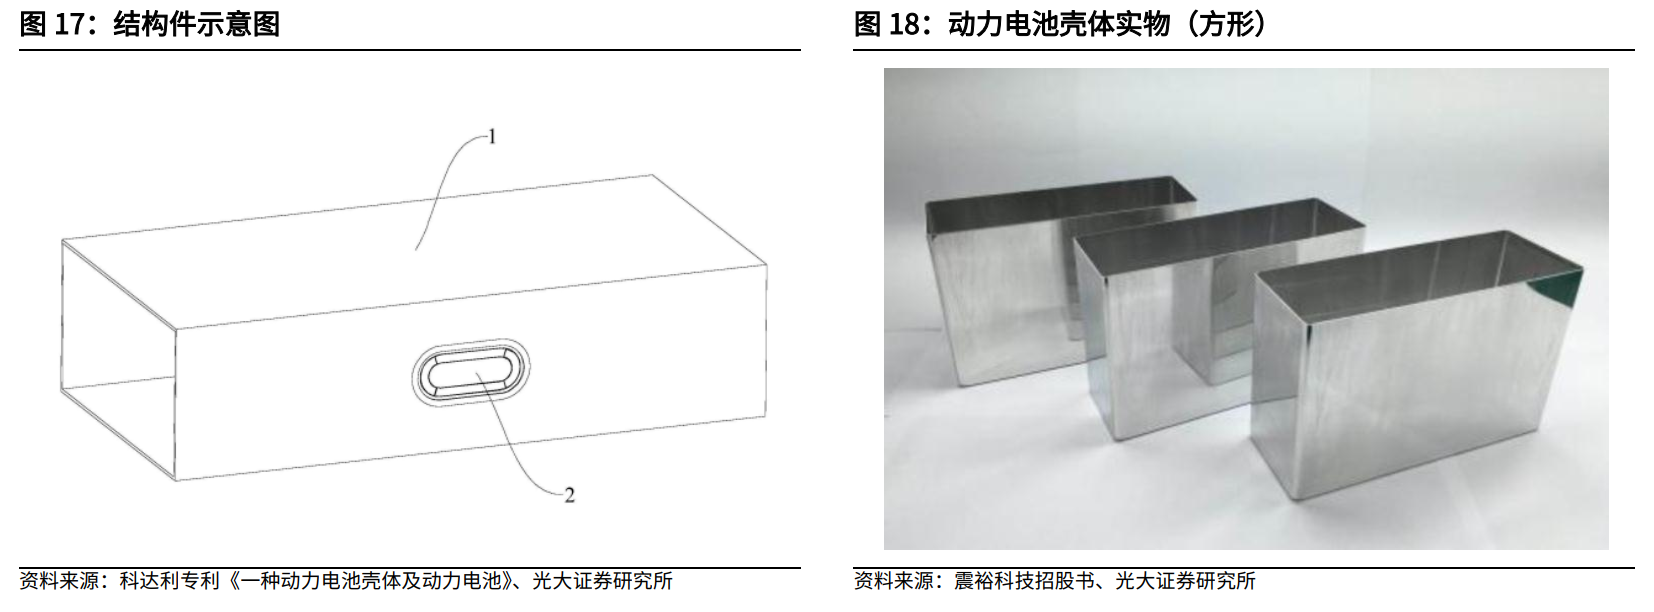 图 17：结构件示意图
图 18：动力电池壳体实物（方形）
1
2
资料来源：科达利专利《一种动力电池壳体及动力电池》、光大证券研究所
资料来源：震裕科技招股书、光大证券研究所